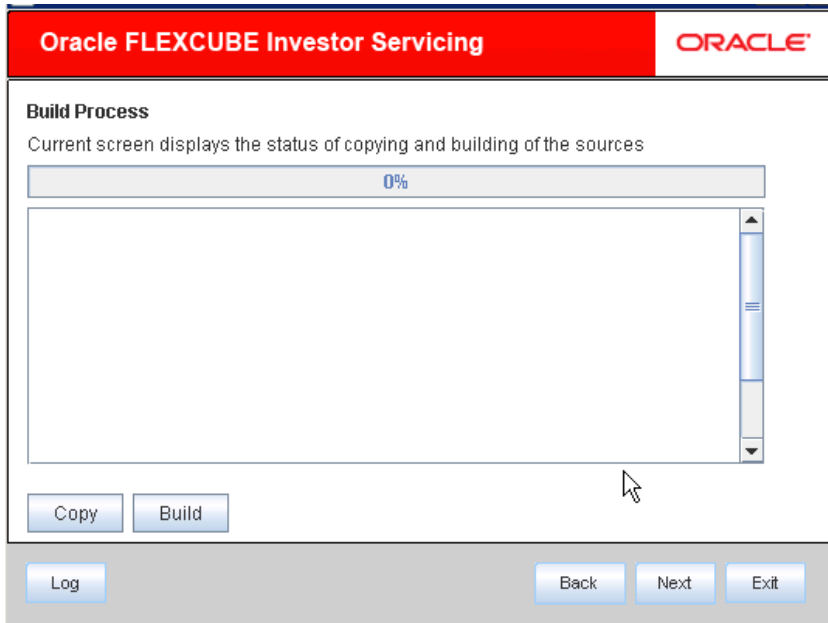 Oracle FLEXCUBE Investor Servicing
ORACLE
Build Process
Current screen displays the status of copying and building of the sources
0%
Copy Build
Log Back Next Exit